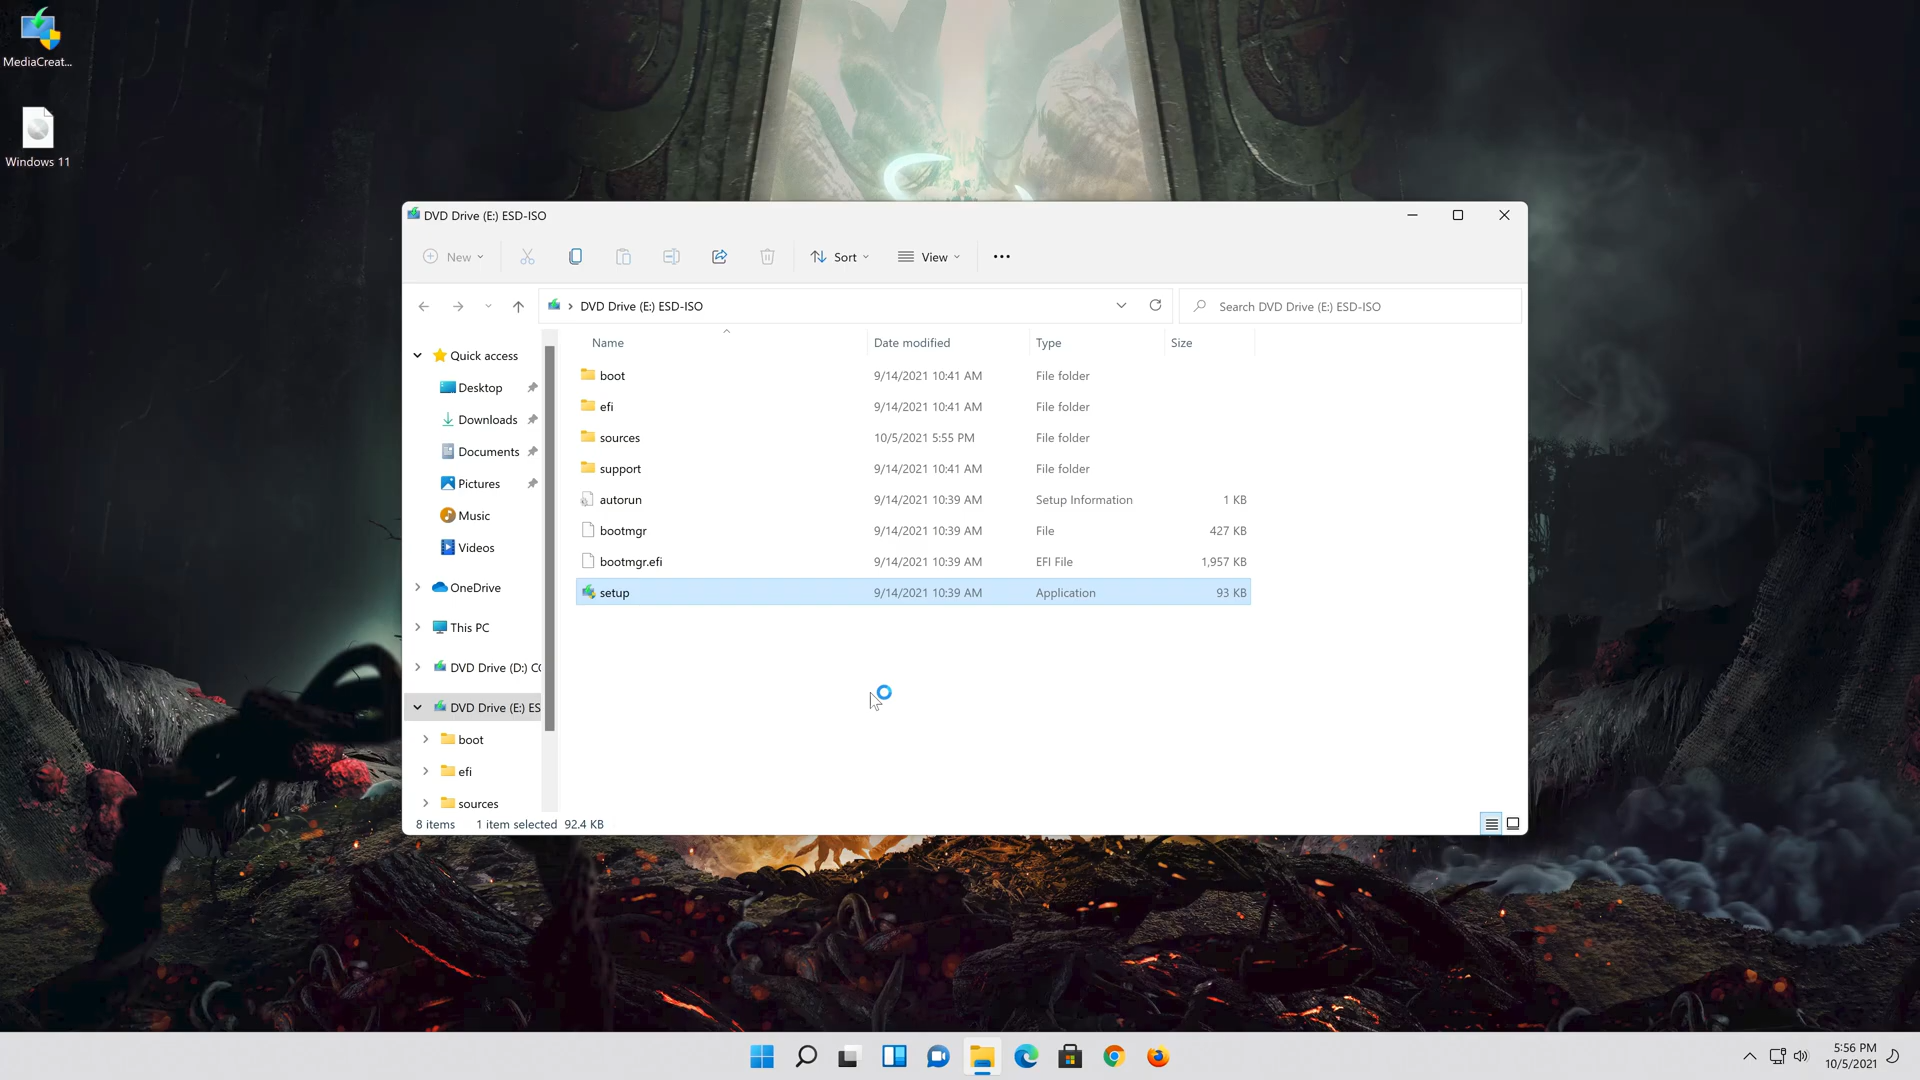 MediaCreat...
Windows 11
DVD Drive (E:) ESD-ISO
New
Sort
View
DVD Drive (E:) ESD-ISO
Search DVD Drive (E:) ESD-ISO
Name Date modified Type Size
Quick access
Desktop
Downloads
Documents
Pictures
Music
Videos
OneDrive
This PC
DVD Drive (D:) CC
DVD Drive (E:) ES
boot
efi
sources
boot 9/14/2021 10:41 AM File folder
efi 9/14/2021 10:41 AM File folder
sources 10/5/2021 5:55 PM File folder
support 9/14/2021 10:41 AM File folder
autorun 9/14/2021 10:39 AM Setup Information 1 KB
bootmgr 9/14/2021 10:39 AM File 427 KB
bootmgr.efi 9/14/2021 10:39 AM EFI File 1,957 KB
setup 9/14/2021 10:39 AM Application 93 KB
8 items 1 item selected 92.4 KB
5:56 PM
10/5/2021